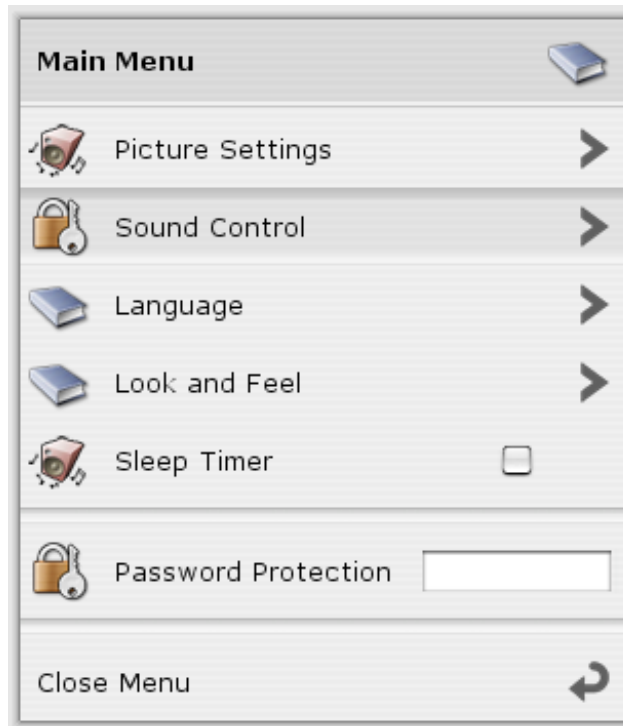 Main Menu
Picture Settings
Sound Control
Language
Look and Feel
Sleep Timer
Password Protection
Close Menu